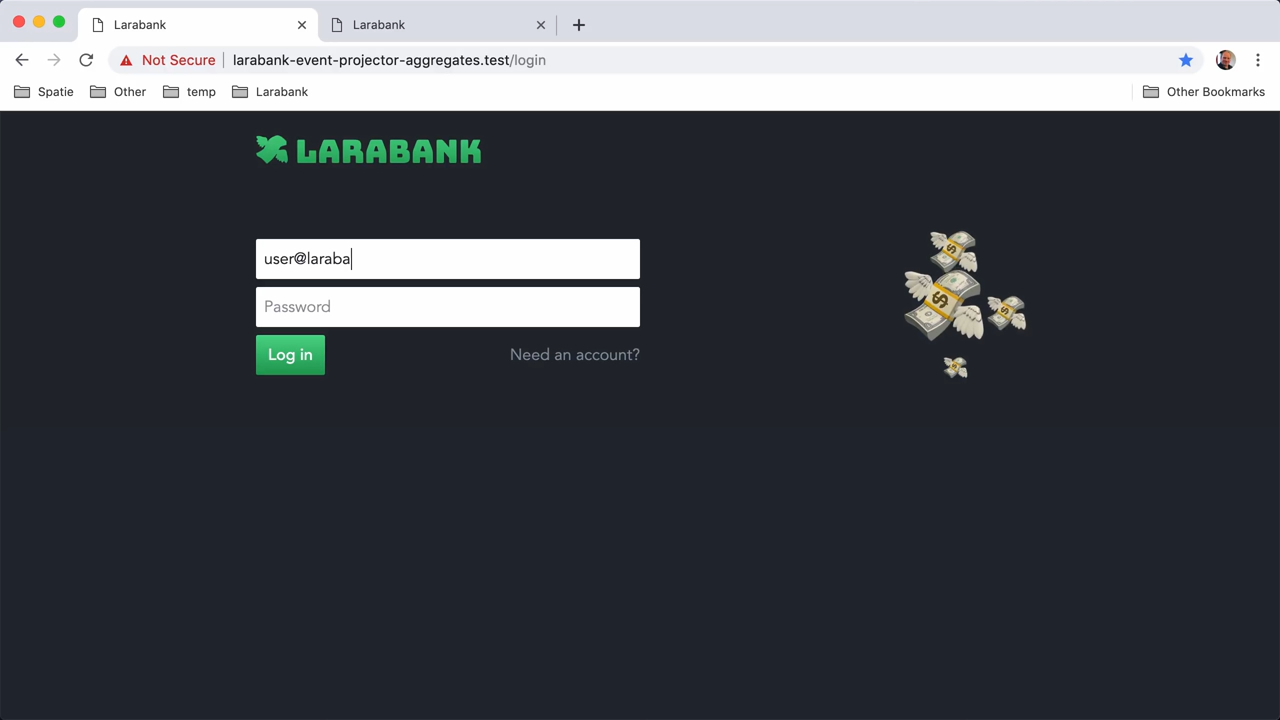 Larabank
Larabank
Not Secure larabank-event-projector-aggregates.test/login
Spatie Other temp Larabank Other Bookmarks
LARABANK
user@laraba
Password
Log in Need an account?